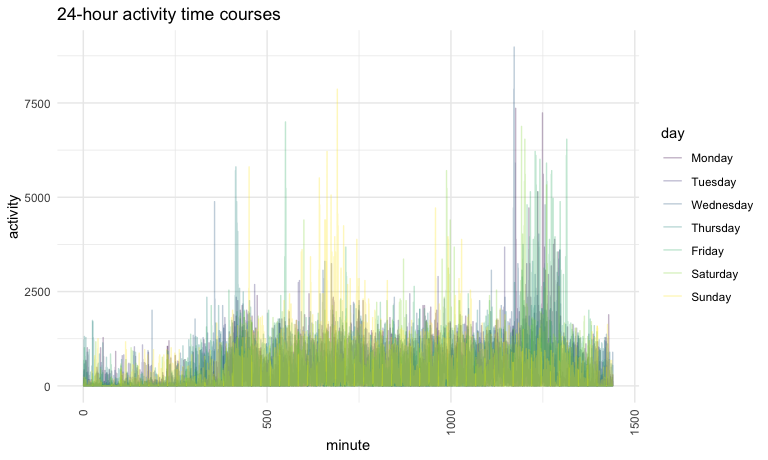 24-hour activity time courses
7500
5000
2500
0
activity
0
500
1000
1500
minute
day
Monday
Tuesday
Wednesday
Thursday
Friday
Saturday
Sunday